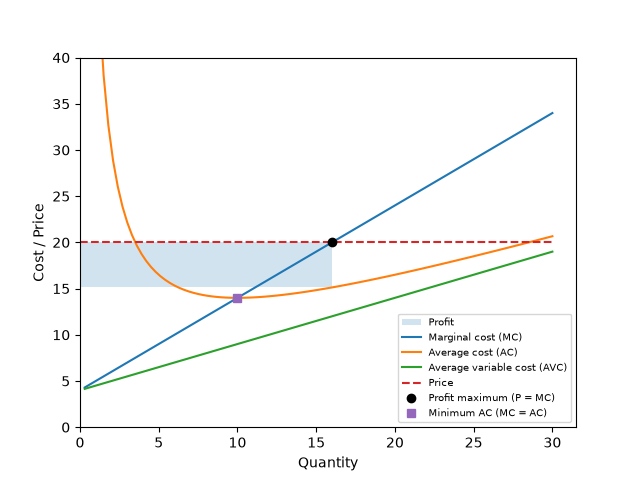 40
35
30
25
20
15
10
5
0
Cost / Price
0 5 10 15 20 25 30
Quantity
Profit
Marginal cost (MC)
Average cost (AC)
Average variable cost (AVC)
Price
Profit maximum (P = MC)
Minimum AC (MC = AC)